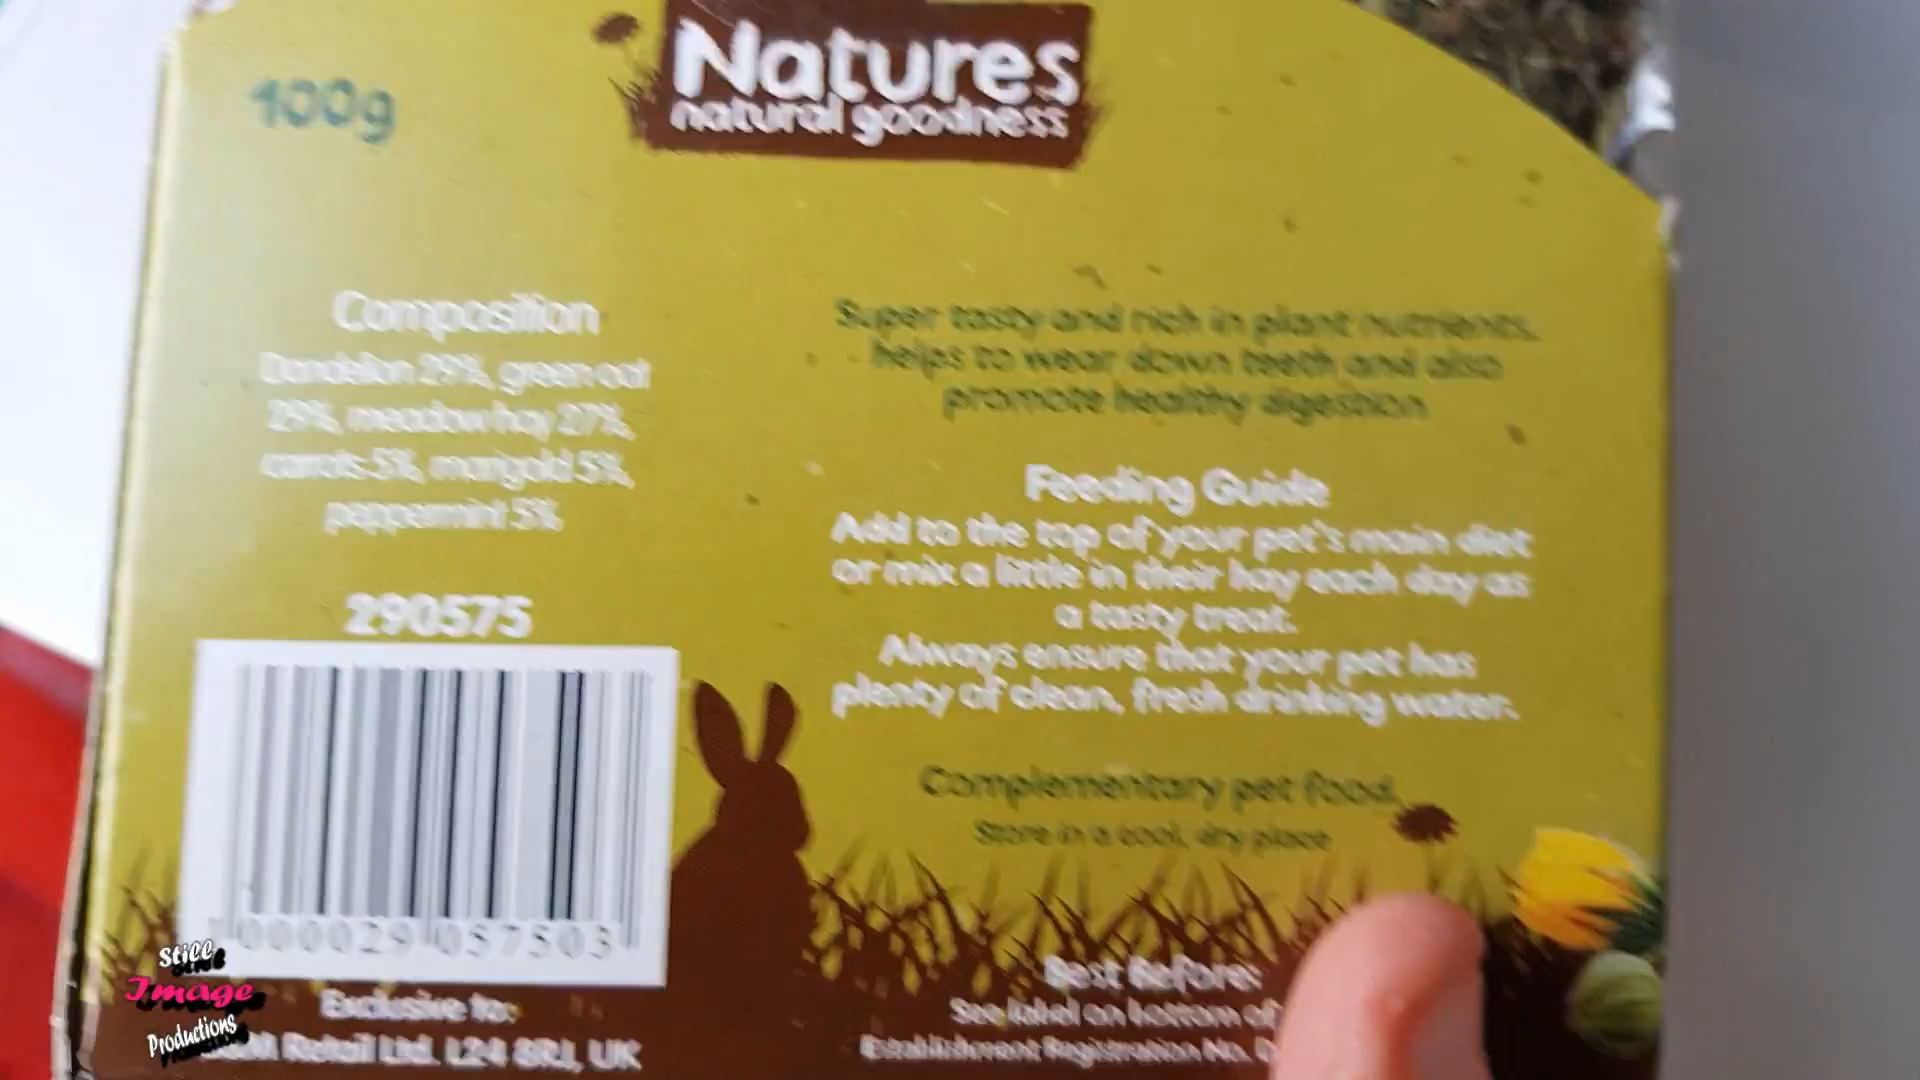 100g
Natures
natural goodness
Composition
Dandelion 29%, green oat
29%, meadow hay 27%,
carrots 5%, marigold 5%,
peppermint 5%
290575
000029 057503
Exclusive to:
Retail Ltd. L24 8RJ, UK
Super tasty and rich in plant nutrients,
helps to wear down teeth and also
promote healthy digestion
Feeding Guide
Add to the top of your pet's main diet
or mix a little in their hay each day as
a tasty treat.
Always ensure that your pet has
plenty of clean, fresh drinking water.
Complementary pet food.
Store in a cool, dry place
Best Before:
See label on bottom of
Establishment Registration No.
Still
Image
Productions